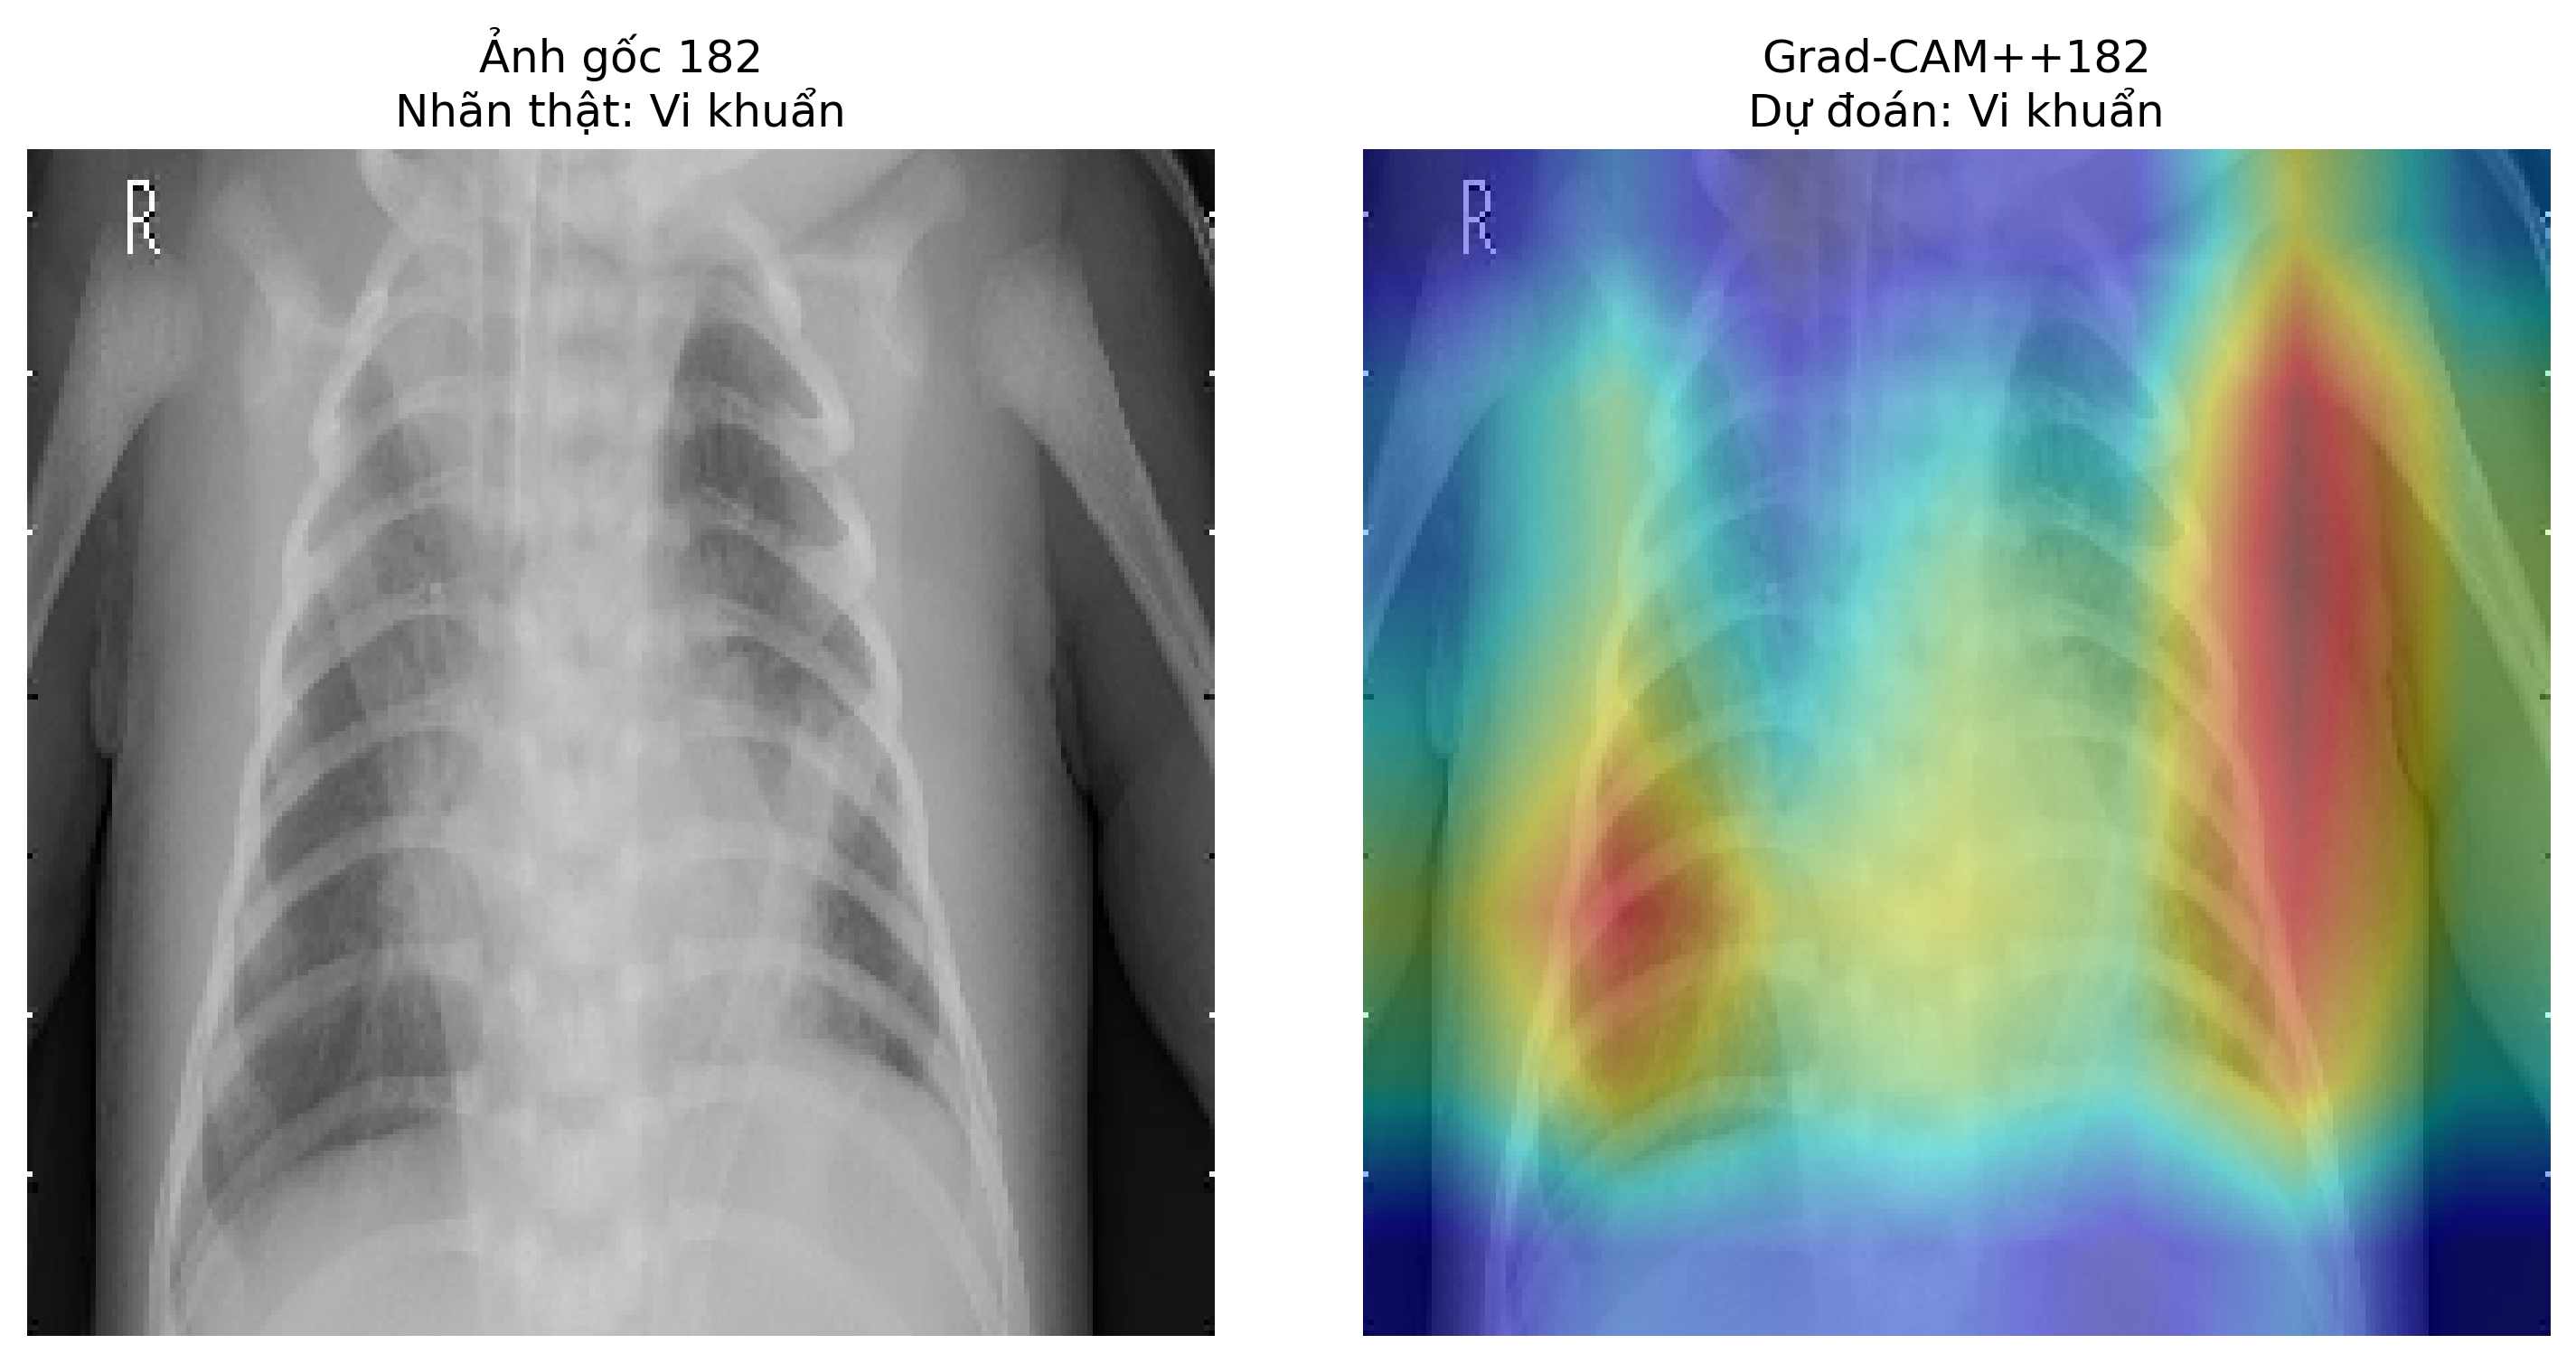 Ảnh gốc 182
Nhãn thật: Vi khuẩn
Grad-CAM++182
Dự đoán: Vi khuẩn
R
R